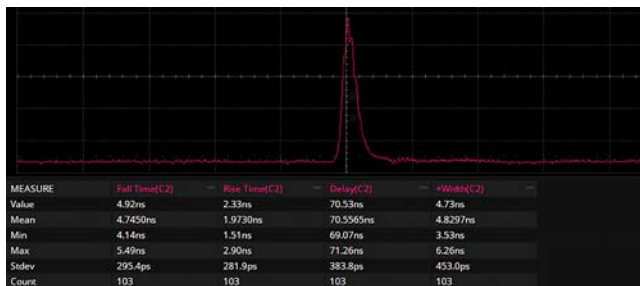 MEASURE Fall Time(C2) Rise Time(C2) Delay(C2) +Width(C2)
Value 4.92ns 2.33ns 70.53ns 4.73ns
Mean 4.7450ns 1.9730ns 70.5565ns 4.8297ns
Min 4.14ns 1.51ns 69.07ns 3.53ns
Max 5.49ns 2.90ns 71.26ns 6.26ns
Stdev 295.4ps 281.9ps 383.8ps 453.0ps
Count 103 103 103 103